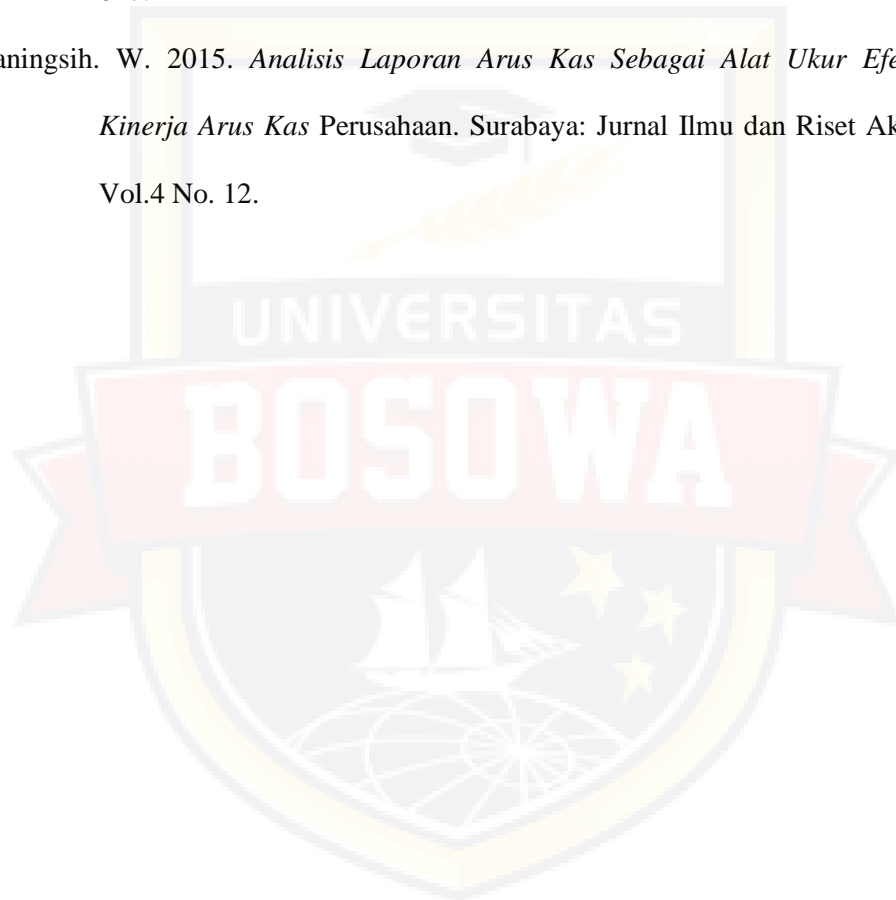 aningsih. W. 2015. Analisis Laporan Arus Kas Sebagai Alat Ukur Efe
Kinerja Arus Kas Perusahaan. Surabaya: Jurnal Ilmu dan Riset Ak
Vol.4 No. 12.
UNIVERSITAS
BOSOWA